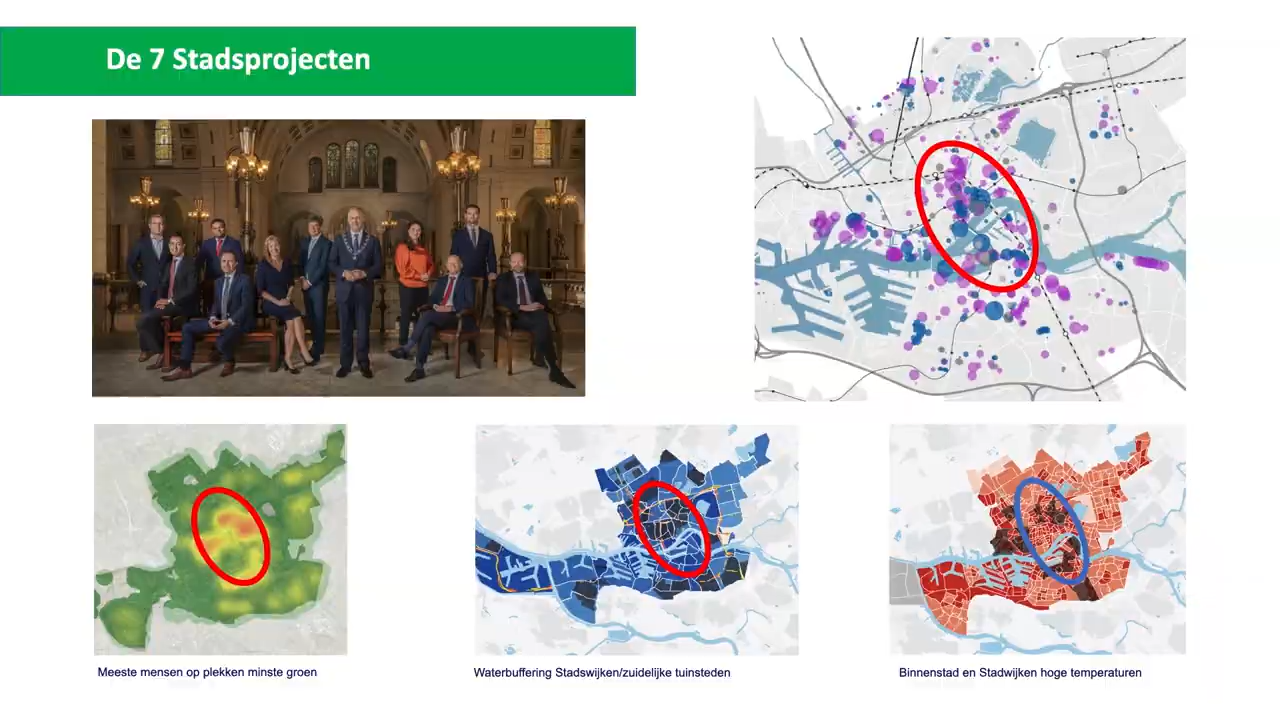 De 7 Stadsprojecten
Meeste mensen op plekken minste groen
Waterbuffering Stadswijken/zuidelijke tuinsteden
Binnenstad en Stadwijken hoge temperaturen